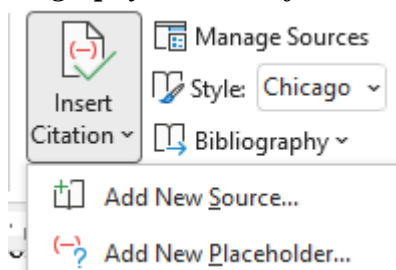 Manage Sources
Insert
Citation
Style: Chicago
Bibliography
Add New Source...
Add New Placeholder...